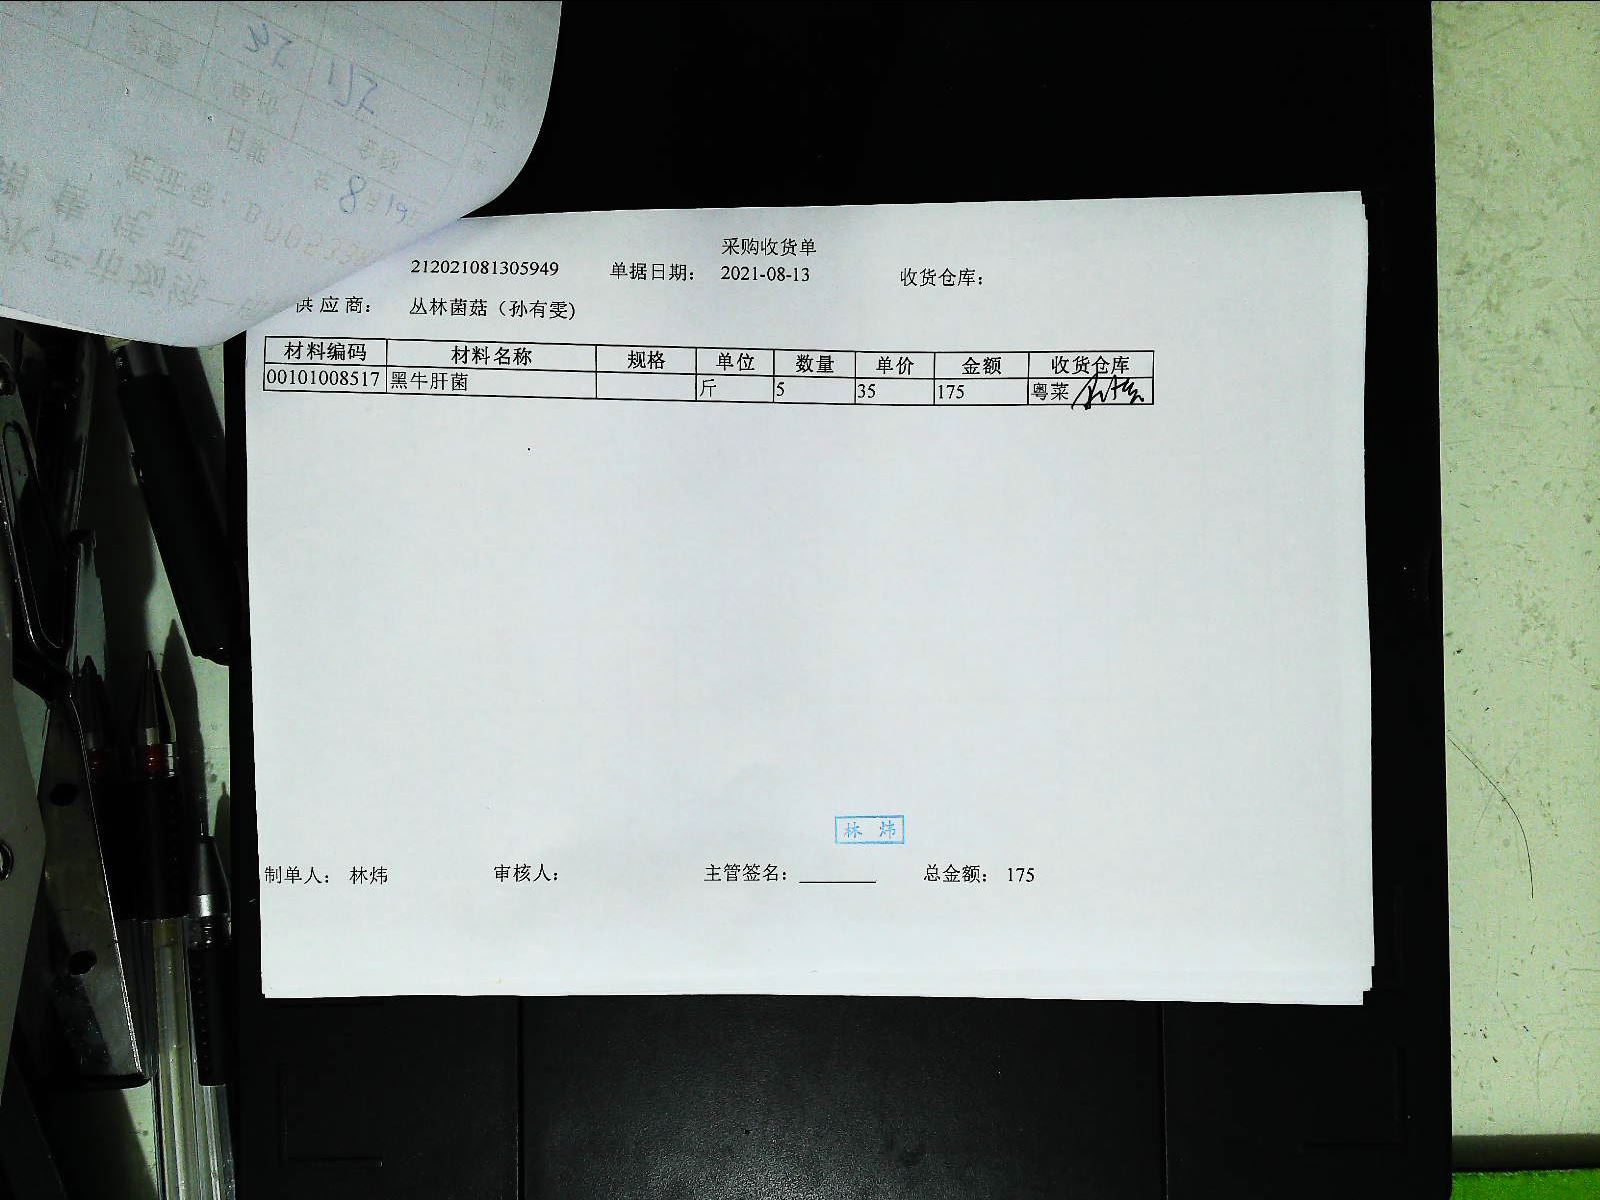 采购收货单
212021081305949 单据日期： 2021-08-13 收货仓库：
供 应 商： 丛林菌菇（孙有雯)
材料编码 材料名称 规格 单位 数量 单价 金额 收货仓库
00101008517 黑牛肝菌 斤 5 35 175 粤菜
林 炜
制单人： 林炜 审核人： 主管签名： 总金额： 175